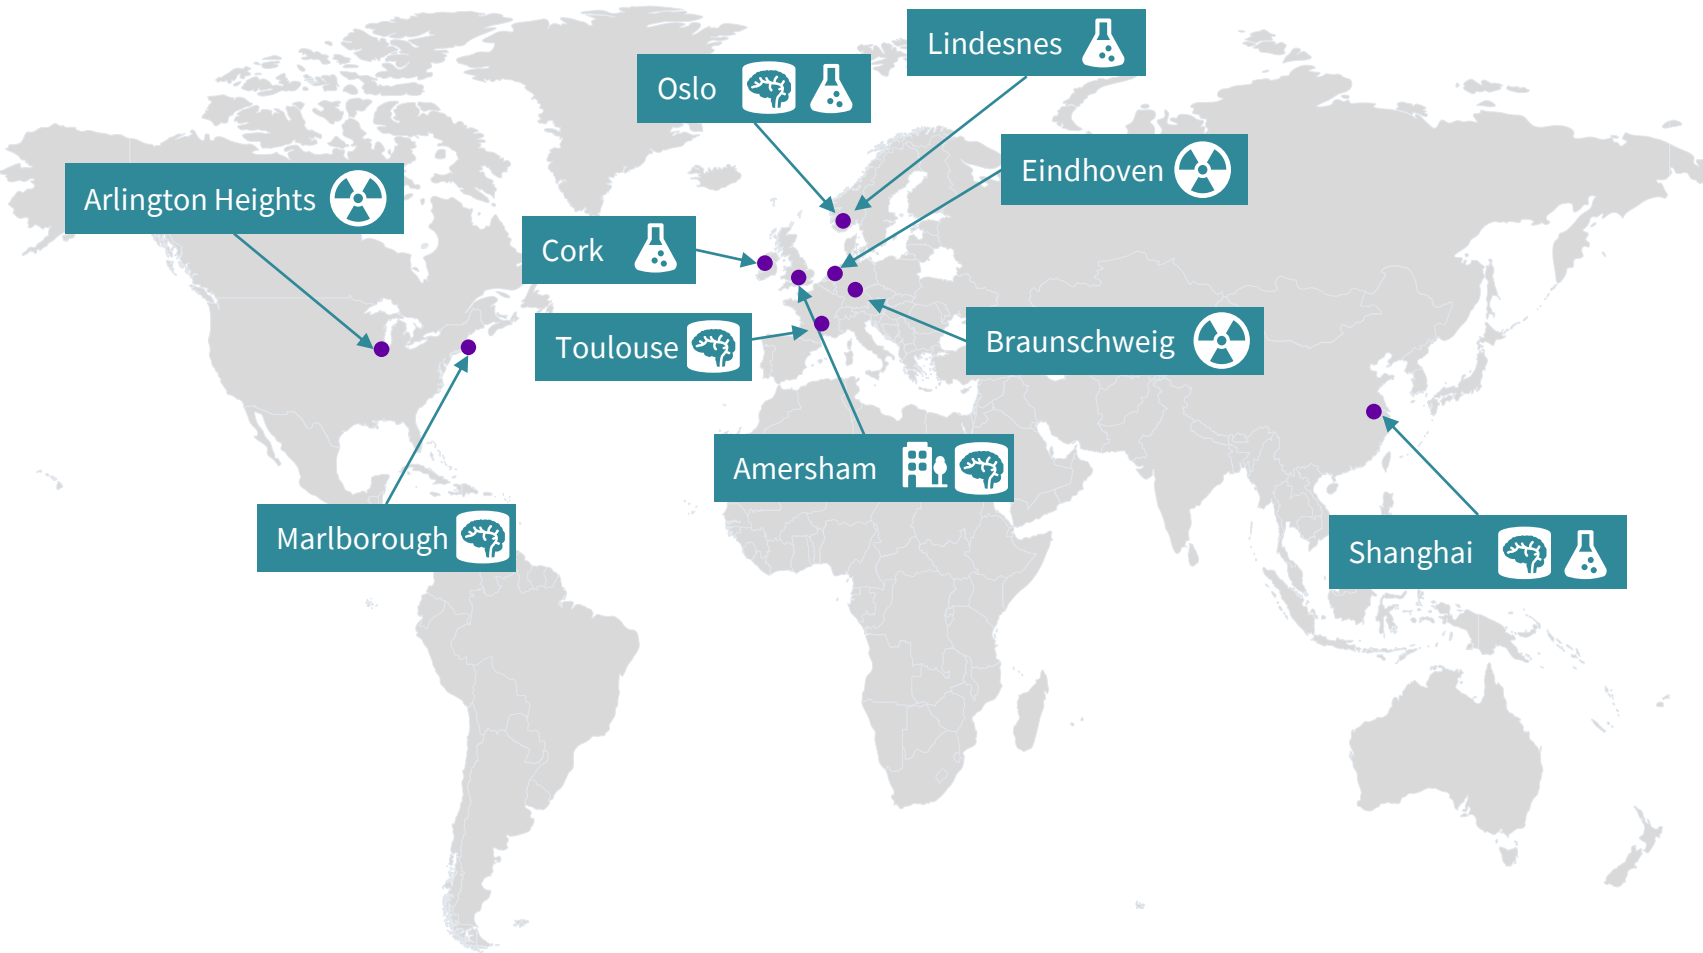 Lindesnes
Oslo
Eindhoven
Arlington Heights
Cork
Toulouse
Braunschweig
Amersham
Marlborough
Shanghai